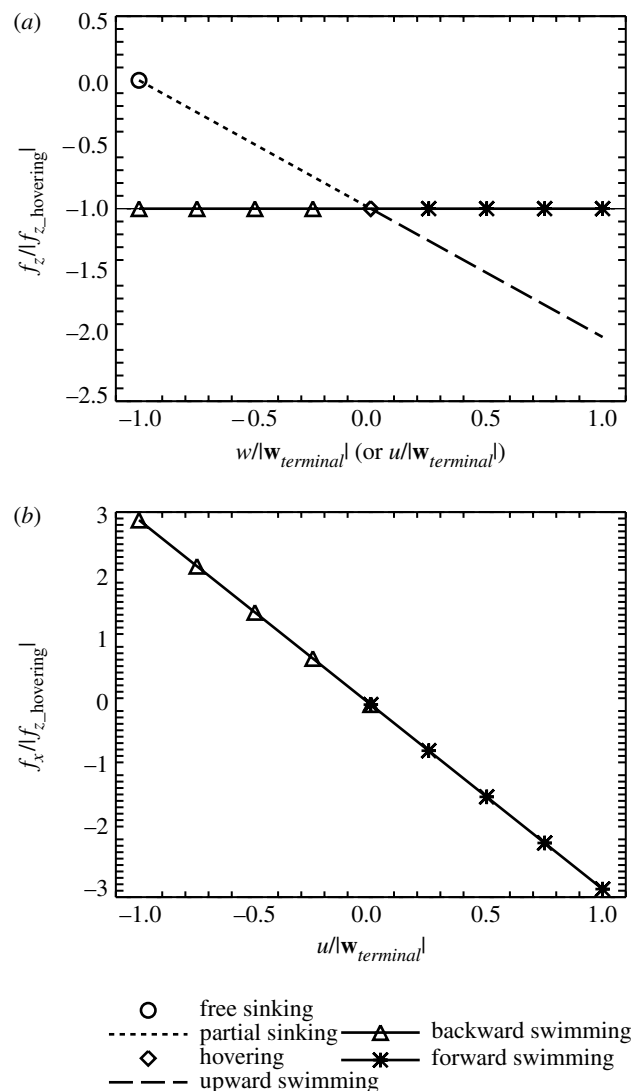 (a)
0.5
0.0
–0.5
–1.0
–1.5
–2.0
–2.5
f_z/|f_z_hovering|
–1.0 –0.5 0.0 0.5 1.0
w/|w_terminal| (or u/|w_terminal|)
(b)
3
2
1
0
–1
–2
–3
f_x/|f_z_hovering|
–1.0 –0.5 0.0 0.5 1.0
u/|w_terminal|
free sinking
partial sinking
hovering
upward swimming
backward swimming
forward swimming